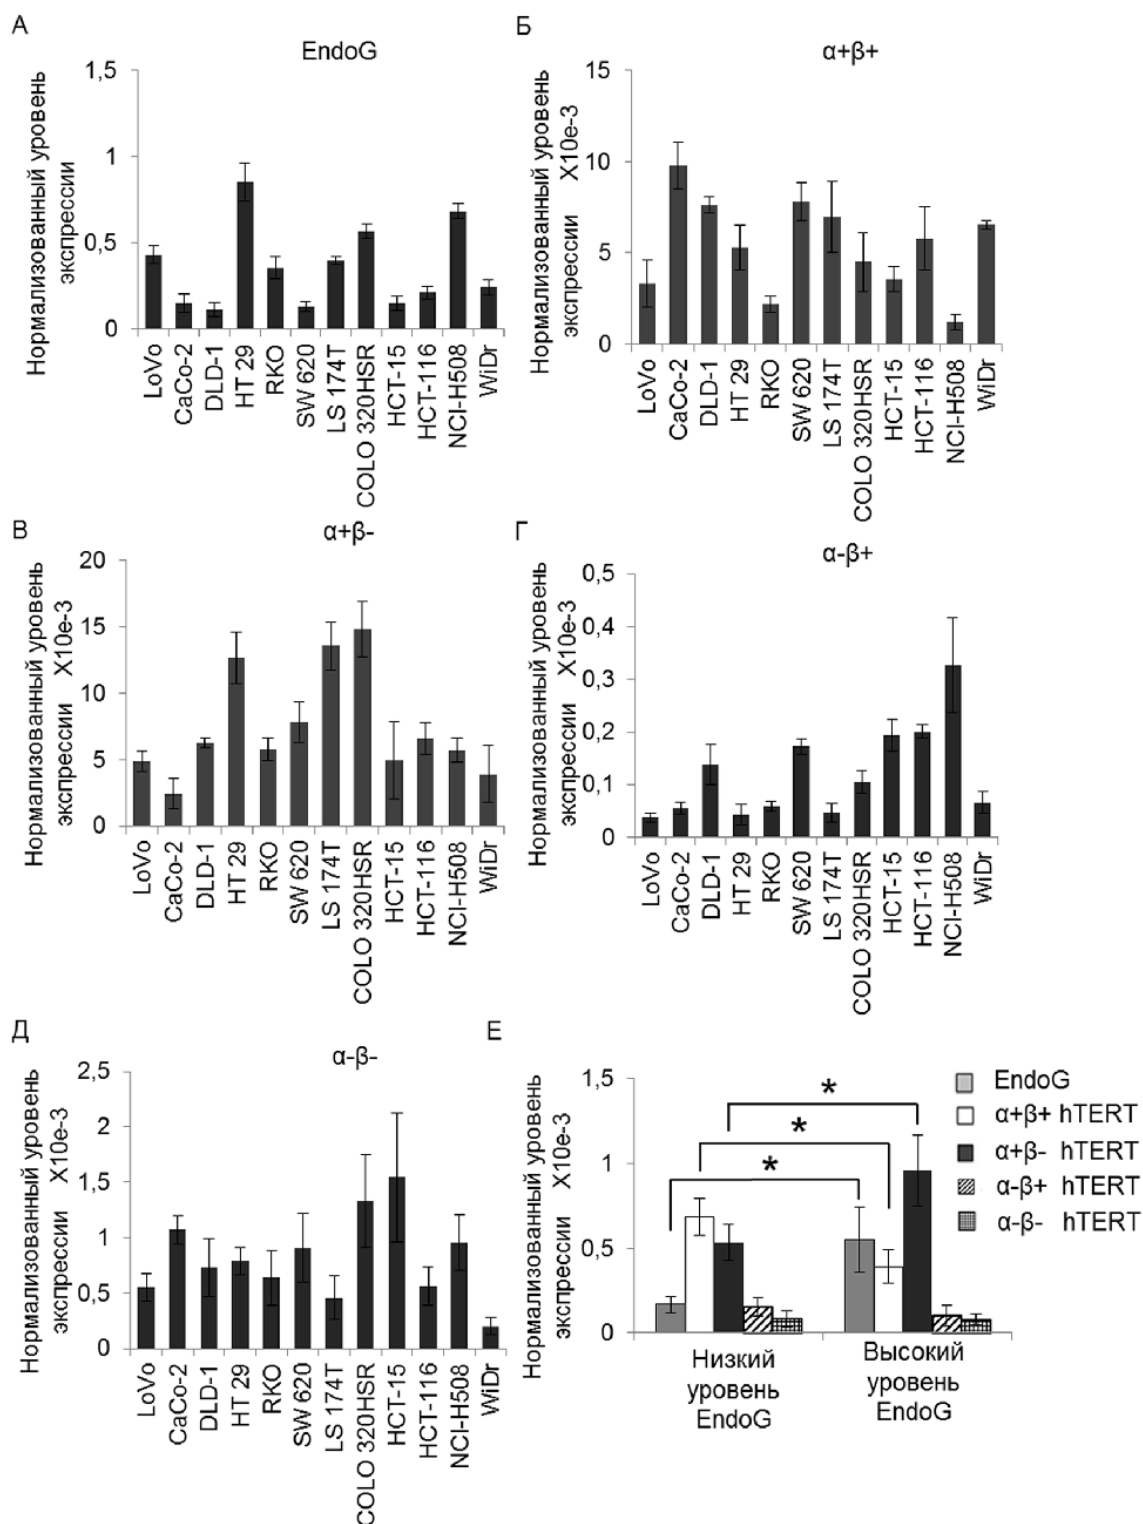 А
EndoG
Нормализованный уровень
экспрессии
1,5
1
0,5
0
LoVo
CaCo-2
DLD-1
HT 29
RKO
SW 620
LS 174T
COLO 320HSR
HCT-15
HCT-116
NCI-H508
WiDr
Б
α+β+
Нормализованный уровень
экспрессии X10e-3
15
10
5
0
LoVo
CaCo-2
DLD-1
HT 29
RKO
SW 620
LS 174T
COLO 320HSR
HCT-15
HCT-116
NCI-H508
WiDr
В
α+β-
Нормализованный уровень
экспрессии X10e-3
20
15
10
5
0
LoVo
CaCo-2
DLD-1
HT 29
RKO
SW 620
LS 174T
COLO 320HSR
HCT-15
HCT-116
NCI-H508
WiDr
Г
α-β+
Нормализованный уровень
экспрессии X10e-3
0,5
0,4
0,3
0,2
0,1
0
LoVo
CaCo-2
DLD-1
HT 29
RKO
SW 620
LS 174T
COLO 320HSR
HCT-15
HCT-116
NCI-H508
WiDr
Д
α-β-
Нормализованный уровень
экспрессии X10e-3
2,5
2
1,5
1
0,5
0
LoVo
CaCo-2
DLD-1
HT 29
RKO
SW 620
LS 174T
COLO 320HSR
HCT-15
HCT-116
NCI-H508
WiDr
Е
Нормализованный уровень
экспрессии X10e-3
1,5
1
0,5
0
*
*
*
Низкий
уровень
EndoG
Высокий
уровень
EndoG
EndoG
α+β+ hTERT
α+β- hTERT
α-β+ hTERT
α-β- hTERT